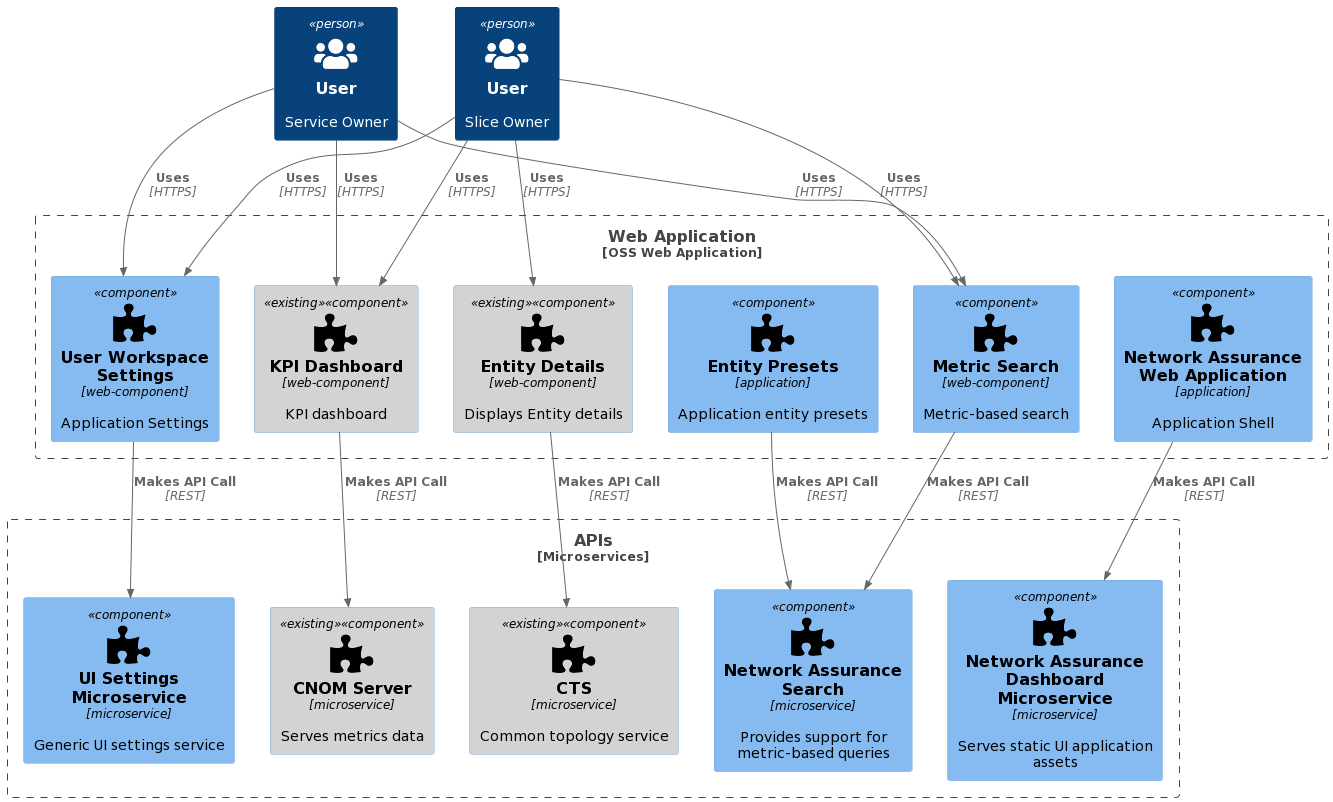 «person»
User
Service Owner
«person»
User
Slice Owner
Uses
[HTTPS]
Uses
[HTTPS]
Uses
[HTTPS]
Uses
[HTTPS]
Uses
[HTTPS]
Uses
[HTTPS]
Uses
[HTTPS]
Web Application
[OSS Web Application]
«component»
User Workspace
Settings
[web-component]
Application Settings
«existing»«component»
KPI Dashboard
[web-component]
KPI dashboard
«existing»«component»
Entity Details
[web-component]
Displays Entity details
«component»
Entity Presets
[application]
Application entity presets
«component»
Metric Search
[web-component]
Metric-based search
«component»
Network Assurance
Web Application
[application]
Application Shell
Makes API Call
[REST]
Makes API Call
[REST]
Makes API Call
[REST]
Makes API Call
[REST]
Makes API Call
[REST]
Makes API Call
[REST]
APIs
[Microservices]
«component»
UI Settings
Microservice
[microservice]
Generic UI settings service
«existing»«component»
CNOM Server
[microservice]
Serves metrics data
«existing»«component»
CTS
[microservice]
Common topology service
«component»
Network Assurance
Search
[microservice]
Provides support for
metric-based queries
«component»
Network Assurance
Dashboard
Microservice
[microservice]
Serves static UI application
assets